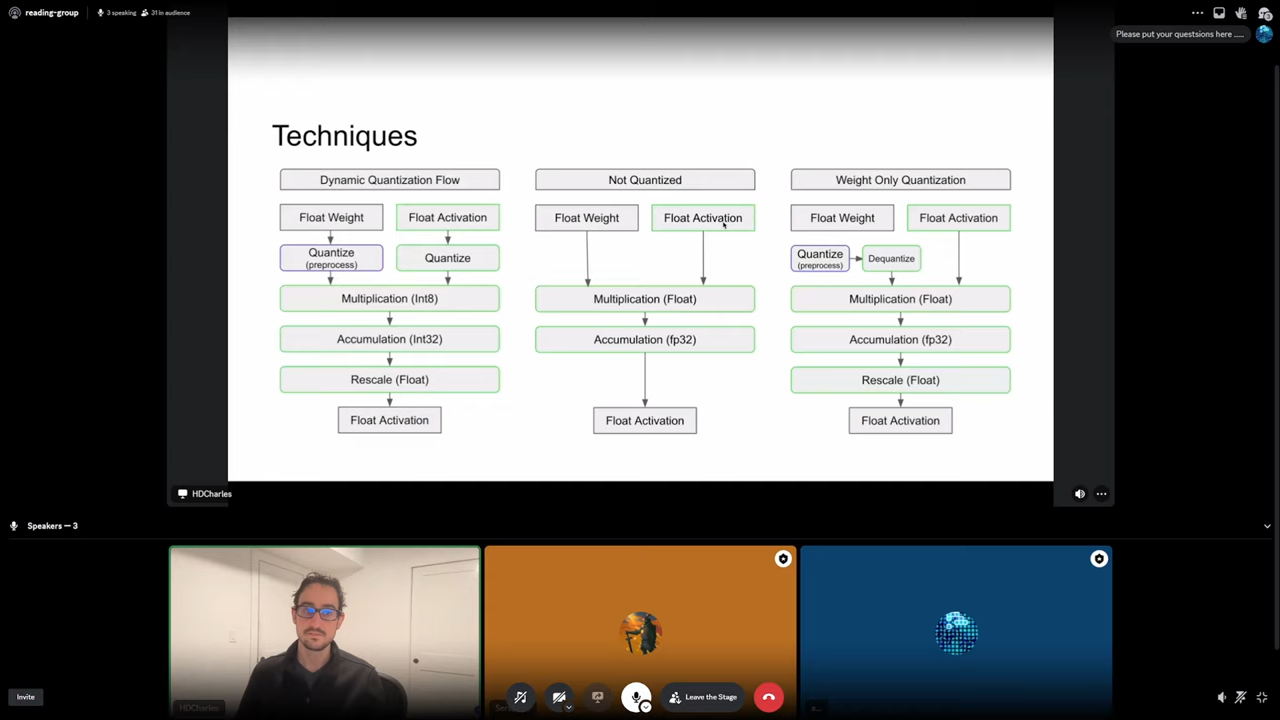 reading-group
3 speaking
31 in audience
Please put your questsions here .....
Techniques
Dynamic Quantization Flow
Float Weight
Float Activation
Quantize
(preprocess)
Quantize
Multiplication (Int8)
Accumulation (Int32)
Rescale (Float)
Float Activation
Not Quantized
Float Weight
Float Activation
Multiplication (Float)
Accumulation (fp32)
Float Activation
Weight Only Quantization
Float Weight
Float Activation
Quantize
(preprocess)
Dequantize
Multiplication (Float)
Accumulation (fp32)
Rescale (Float)
Float Activation
HDCharles
Speakers — 3
HDCharles
Invite
Leave the Stage